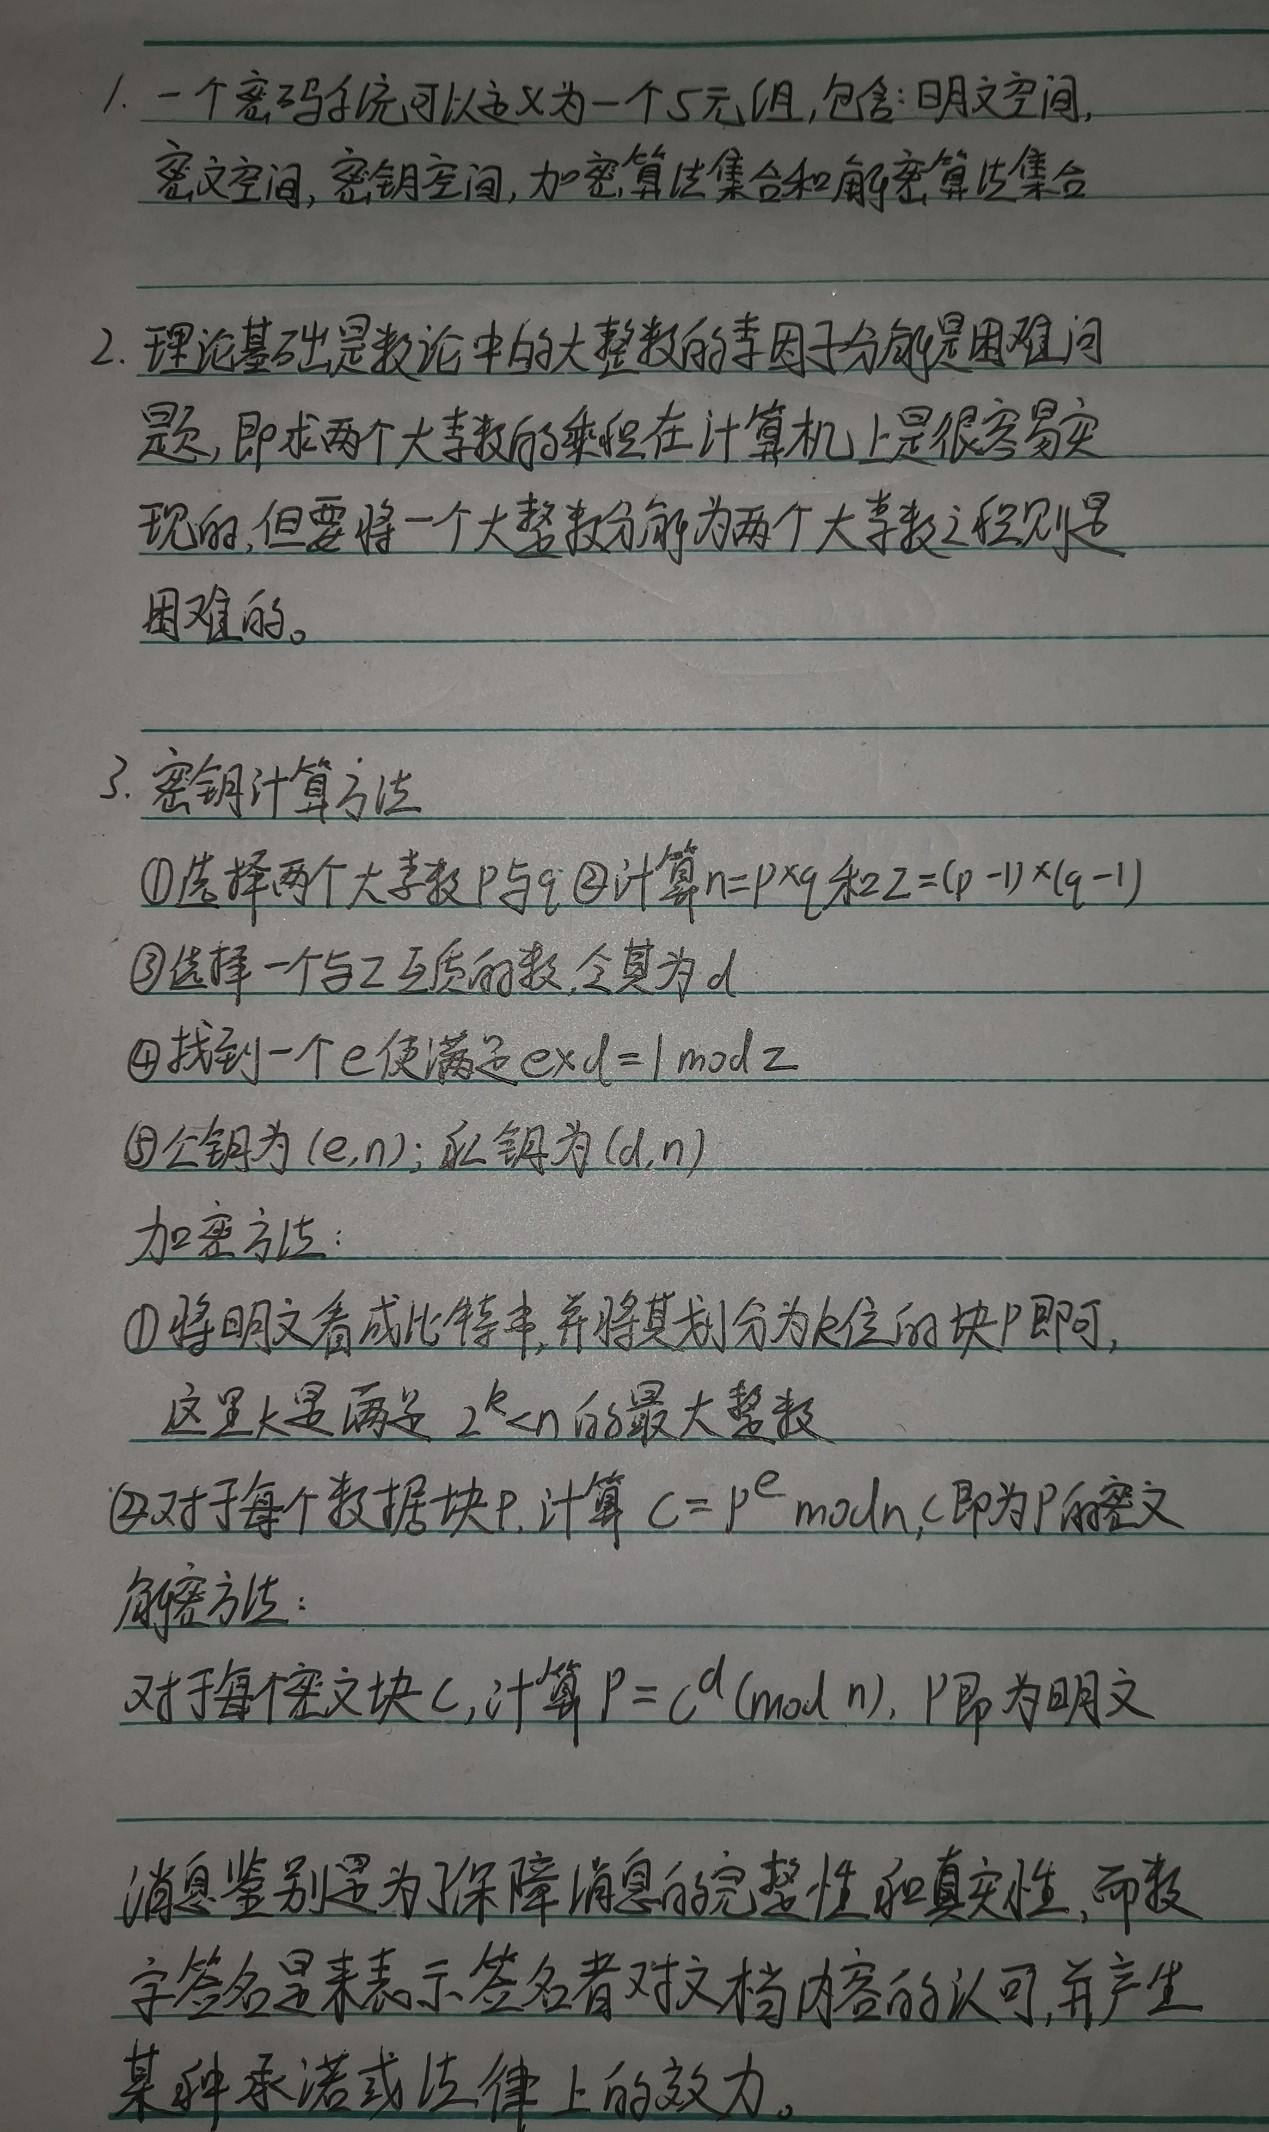 1. 一个密码系统可以定义为一个5元组,包含:明文空间,
密文空间,密钥空间,加密算法集合和解密算法集合
2. 理论基础是数论中的大整数的素因子分解是困难问
题,即求两个大素数的乘积在计算机上是很容易实
现的,但要将一个大整数分解为两个大素数之积则是
困难的。
3. 密钥计算方法
①选择两个大素数p与q ②计算n=p×q和z=(p-1)×(q-1)
③选择一个与z互质的数,令其为d
④找到一个e使满足e×d=1 mod z
⑤公钥为(e,n);私钥为(d,n)
加密方法:
①将明文看成比特串,并将其划分为k位的块P即可,
这里k是满足 2^k<n的最大整数
②对于每个数据块P,计算 C=P^e mod n,C即为P的密文
解密方法:
对于每个密文块C,计算P=C^d(mod n),P即为明文
消息鉴别是为了保障消息的完整性和真实性,而数
字签名是来表示签名者对文档内容的认可,并产生
某种承诺或法律上的效力。